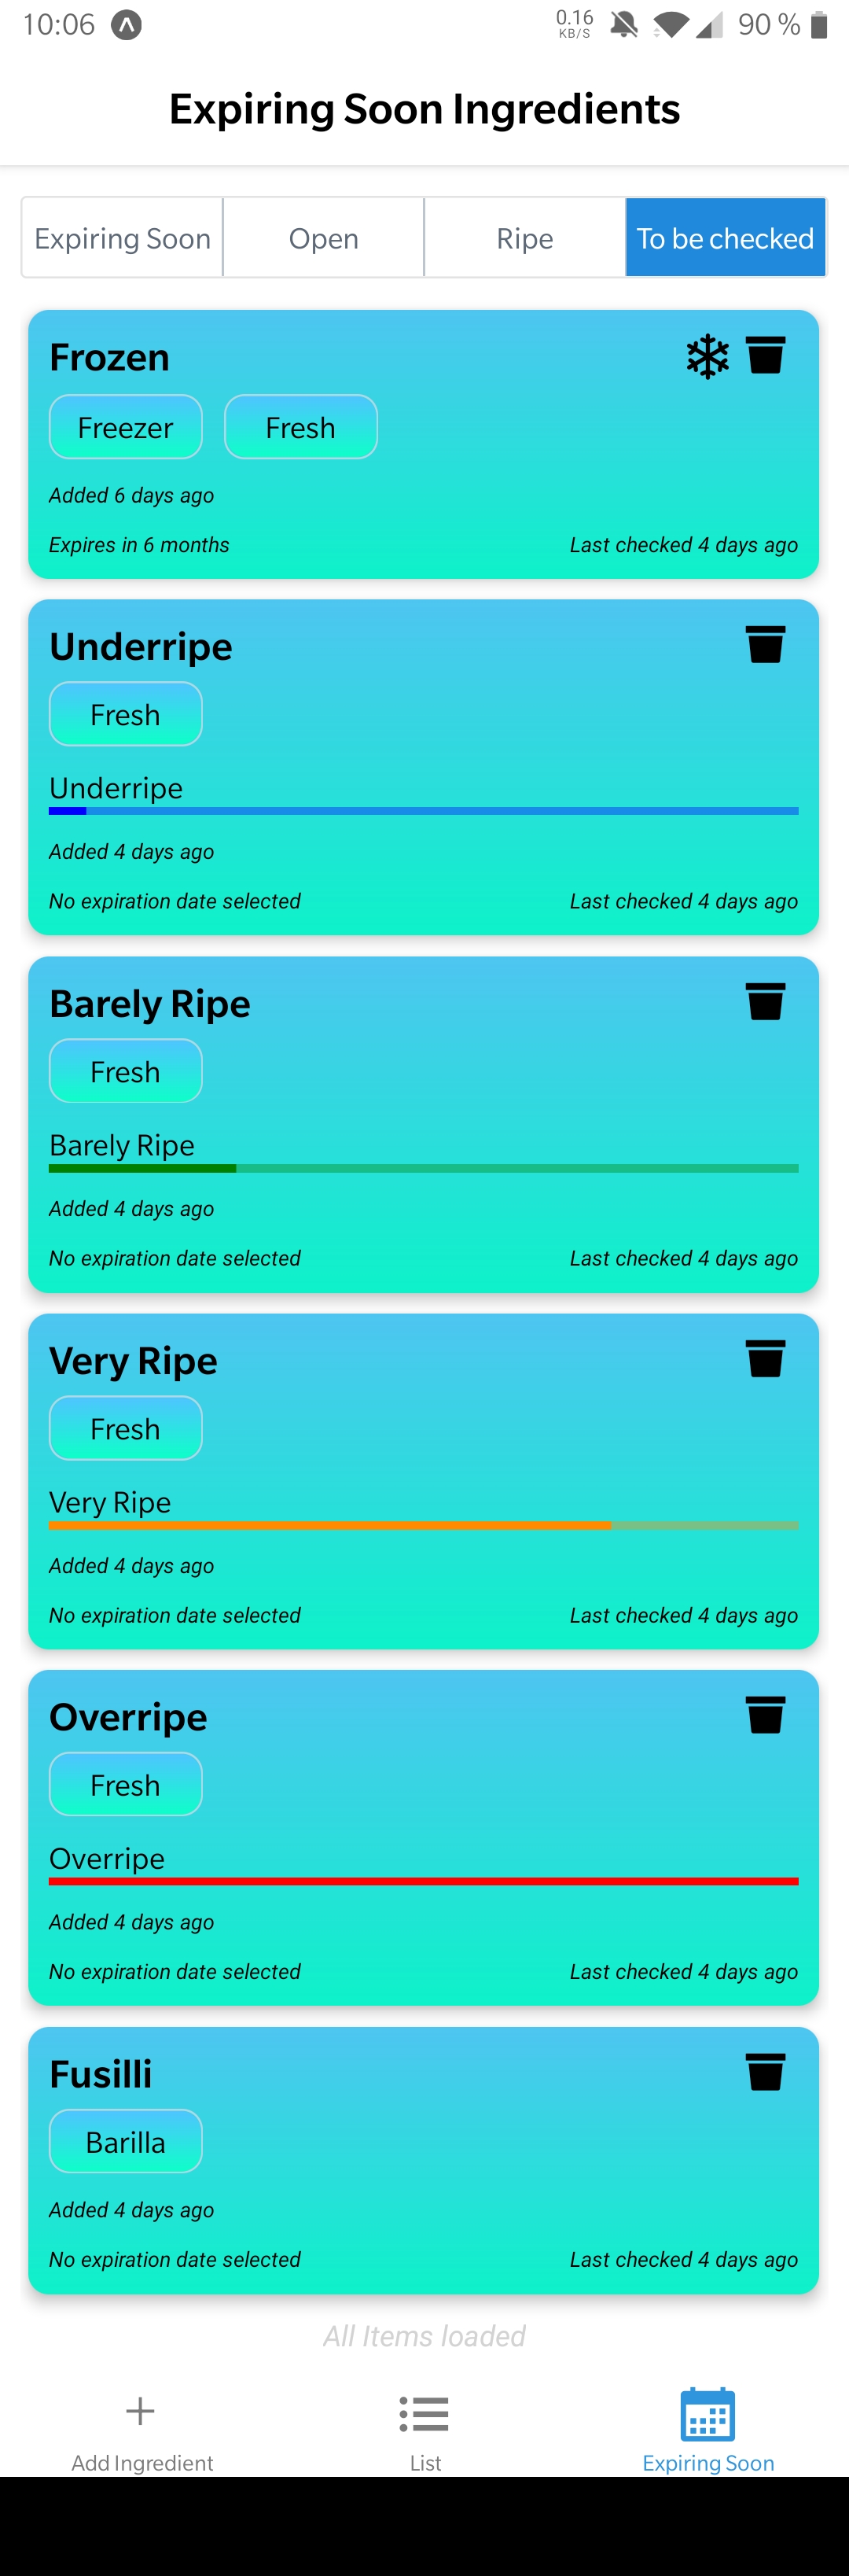 10:06 0.16 KB/S 90 %
Expiring Soon Ingredients
Expiring Soon Open Ripe To be checked
Frozen
Freezer Fresh
Added 6 days ago
Expires in 6 months Last checked 4 days ago
Underripe
Fresh
Underripe
Added 4 days ago
No expiration date selected Last checked 4 days ago
Barely Ripe
Fresh
Barely Ripe
Added 4 days ago
No expiration date selected Last checked 4 days ago
Very Ripe
Fresh
Very Ripe
Added 4 days ago
No expiration date selected Last checked 4 days ago
Overripe
Fresh
Overripe
Added 4 days ago
No expiration date selected Last checked 4 days ago
Fusilli
Barilla
Added 4 days ago
No expiration date selected Last checked 4 days ago
All Items loaded
Add Ingredient List Expiring Soon